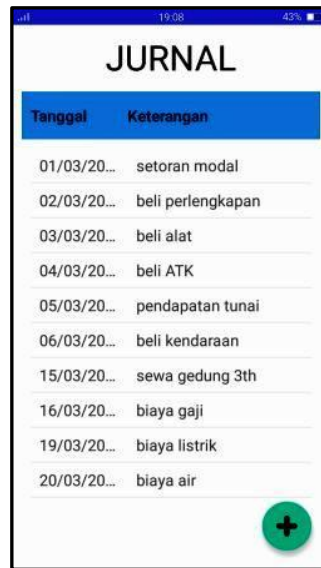 19:08 43%
JURNAL
Tanggal Keterangan
01/03/20... setoran modal
02/03/20... beli perlengkapan
03/03/20... beli alat
04/03/20... beli ATK
05/03/20... pendapatan tunai
06/03/20... beli kendaraan
15/03/20... sewa gedung 3th
16/03/20... biaya gaji
19/03/20... biaya listrik
20/03/20... biaya air